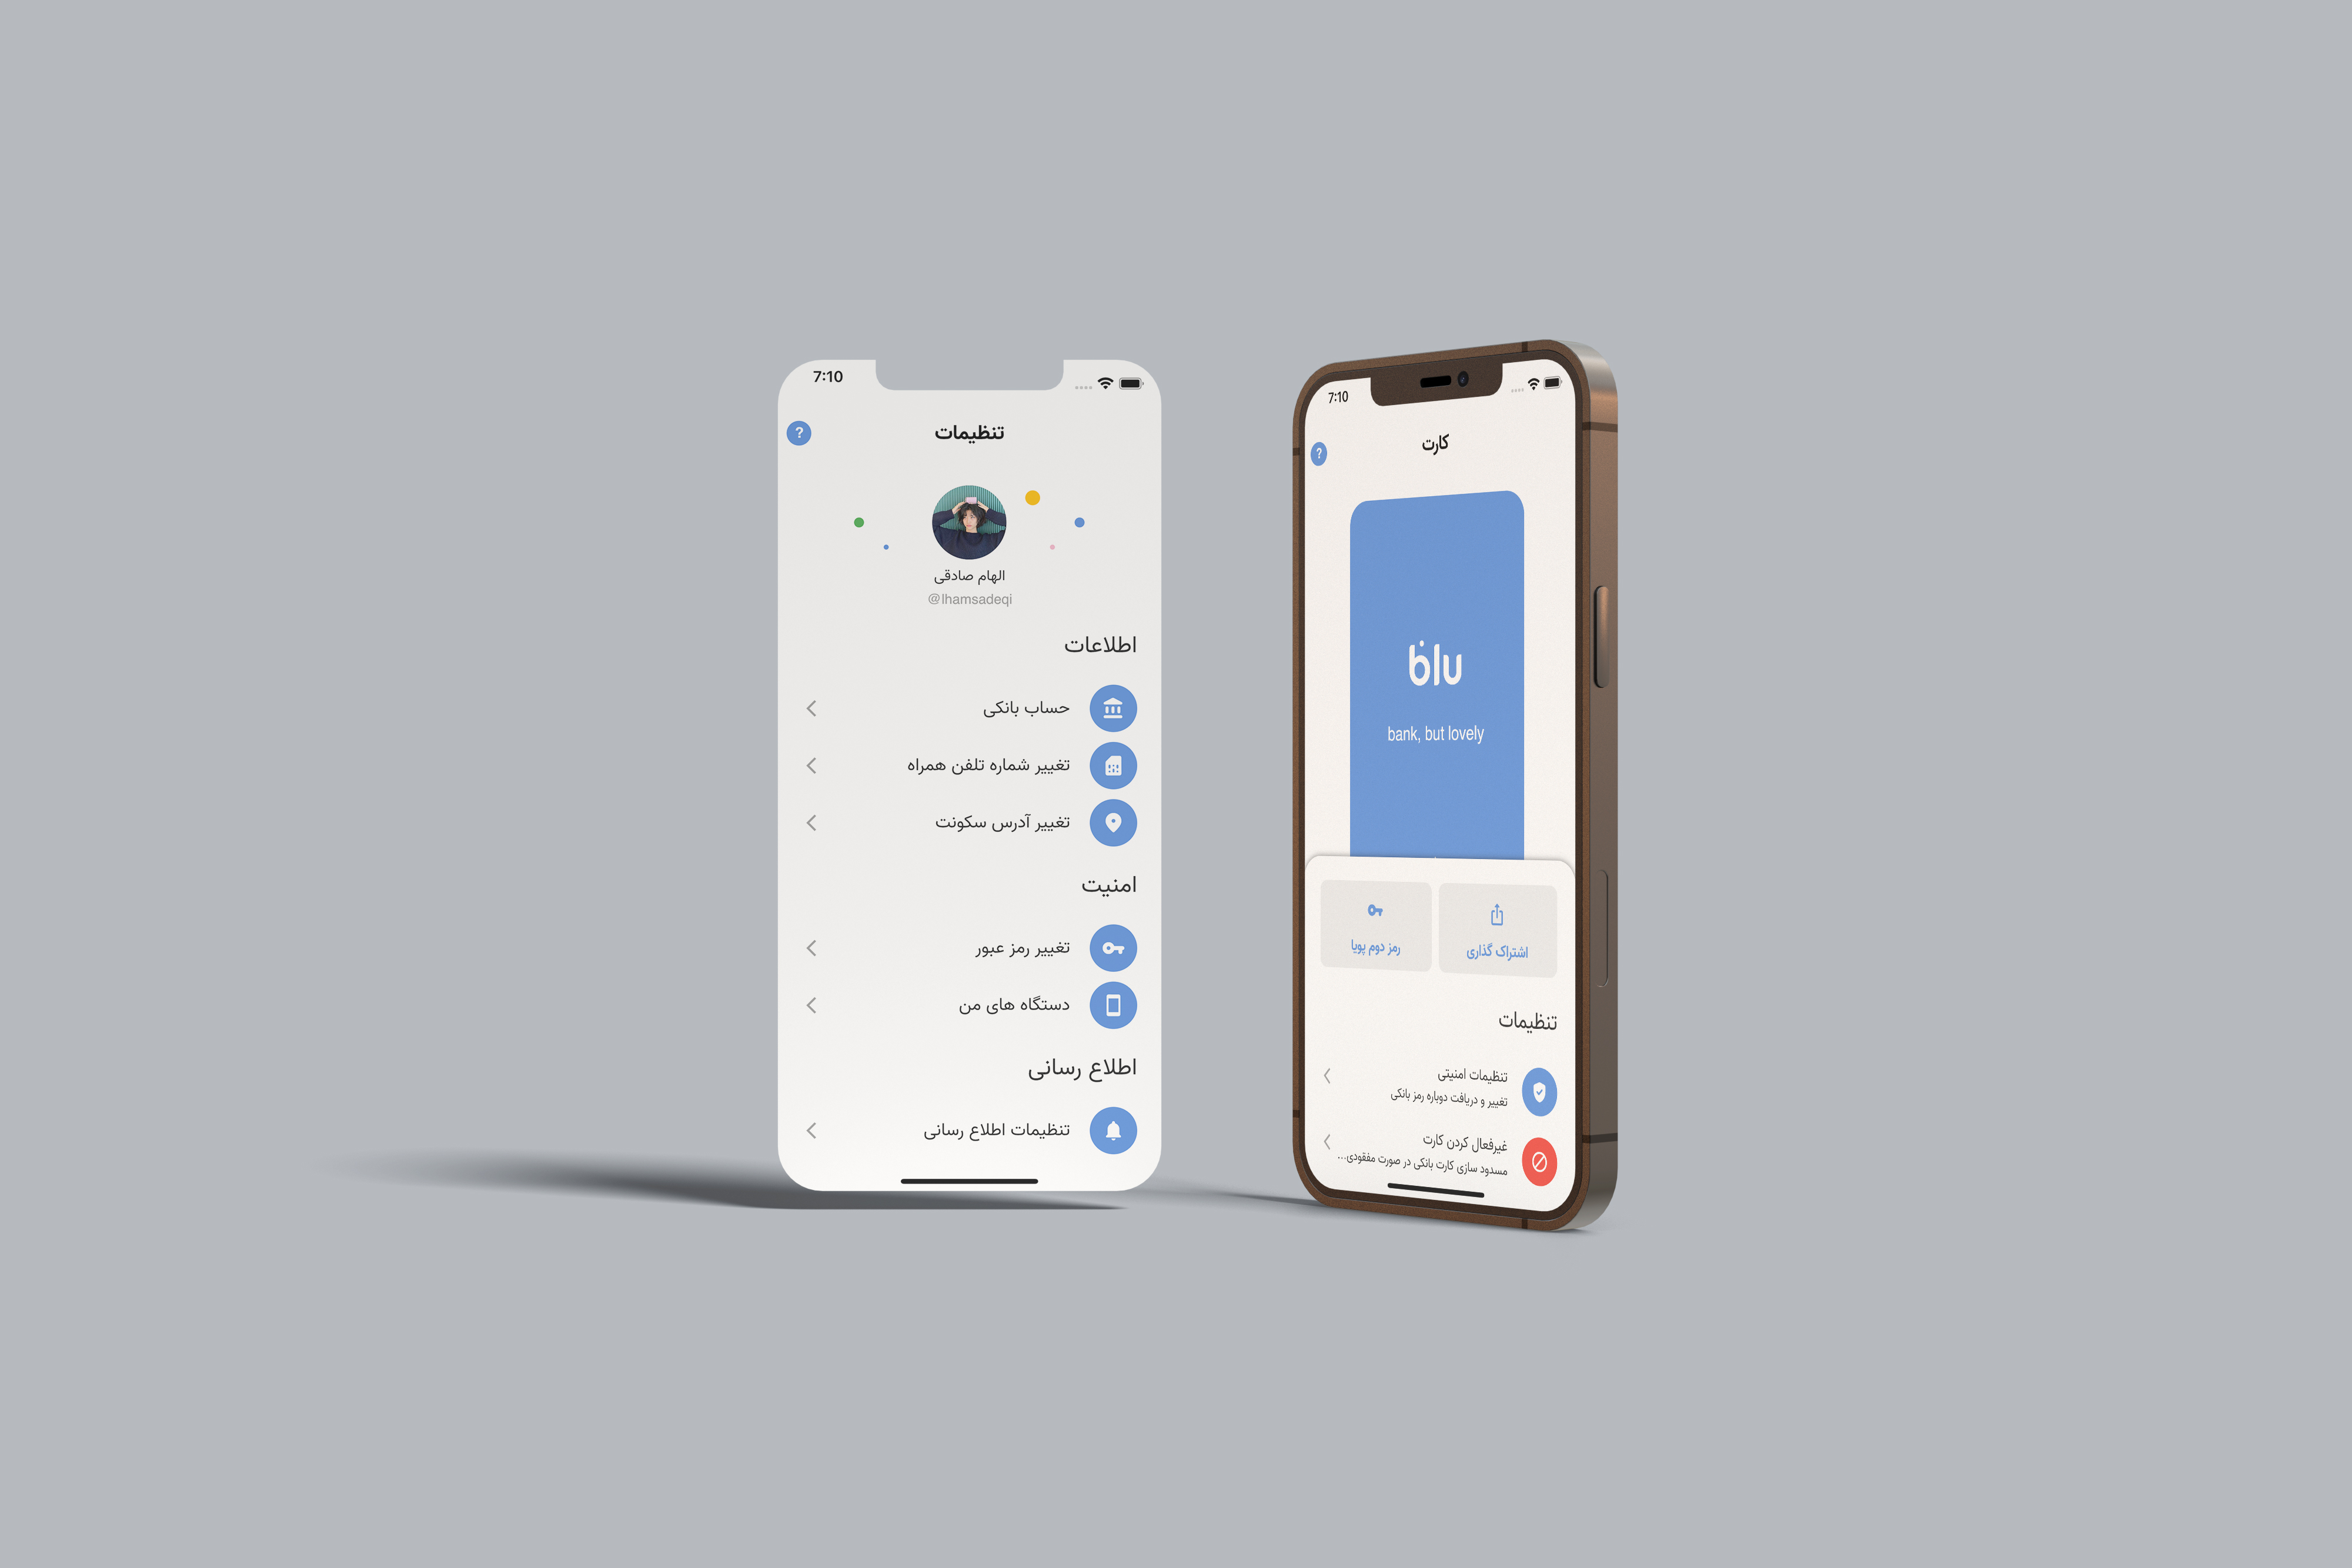 7:10
تنظیمات
?
الهام صادقی
@lhamsadeqi
اطلاعات
حساب بانکی
تغییر شماره تلفن همراه
تغییر آدرس سکونت
امنیت
تغییر رمز عبور
دستگاه های من
اطلاع رسانی
تنظیمات اطلاع رسانی
7:10
کارت
?
blu
bank, but lovely
اشتراک گذاری
رمز دوم پویا
تنظیمات
تنظیمات امنیتی
تغییر و دریافت دوباره رمز بانکی
غیرفعال کردن کارت
مسدود سازی کارت بانکی در صورت مفقودی...